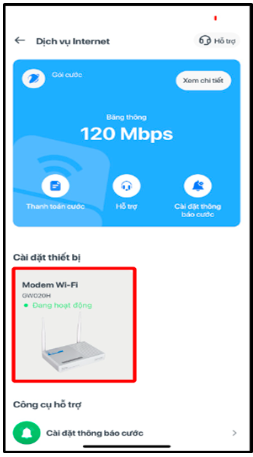 Dịch vụ Internet
Hỗ trợ
Gói cước
Xem chi tiết
Băng thông
120 Mbps
Thanh toán cước
Hỗ trợ
Cài đặt thông
báo cước
Cài đặt thiết bị
Modem Wi-Fi
GWD20H
Đang hoạt động
Công cụ hỗ trợ
Cài đặt thông báo cước